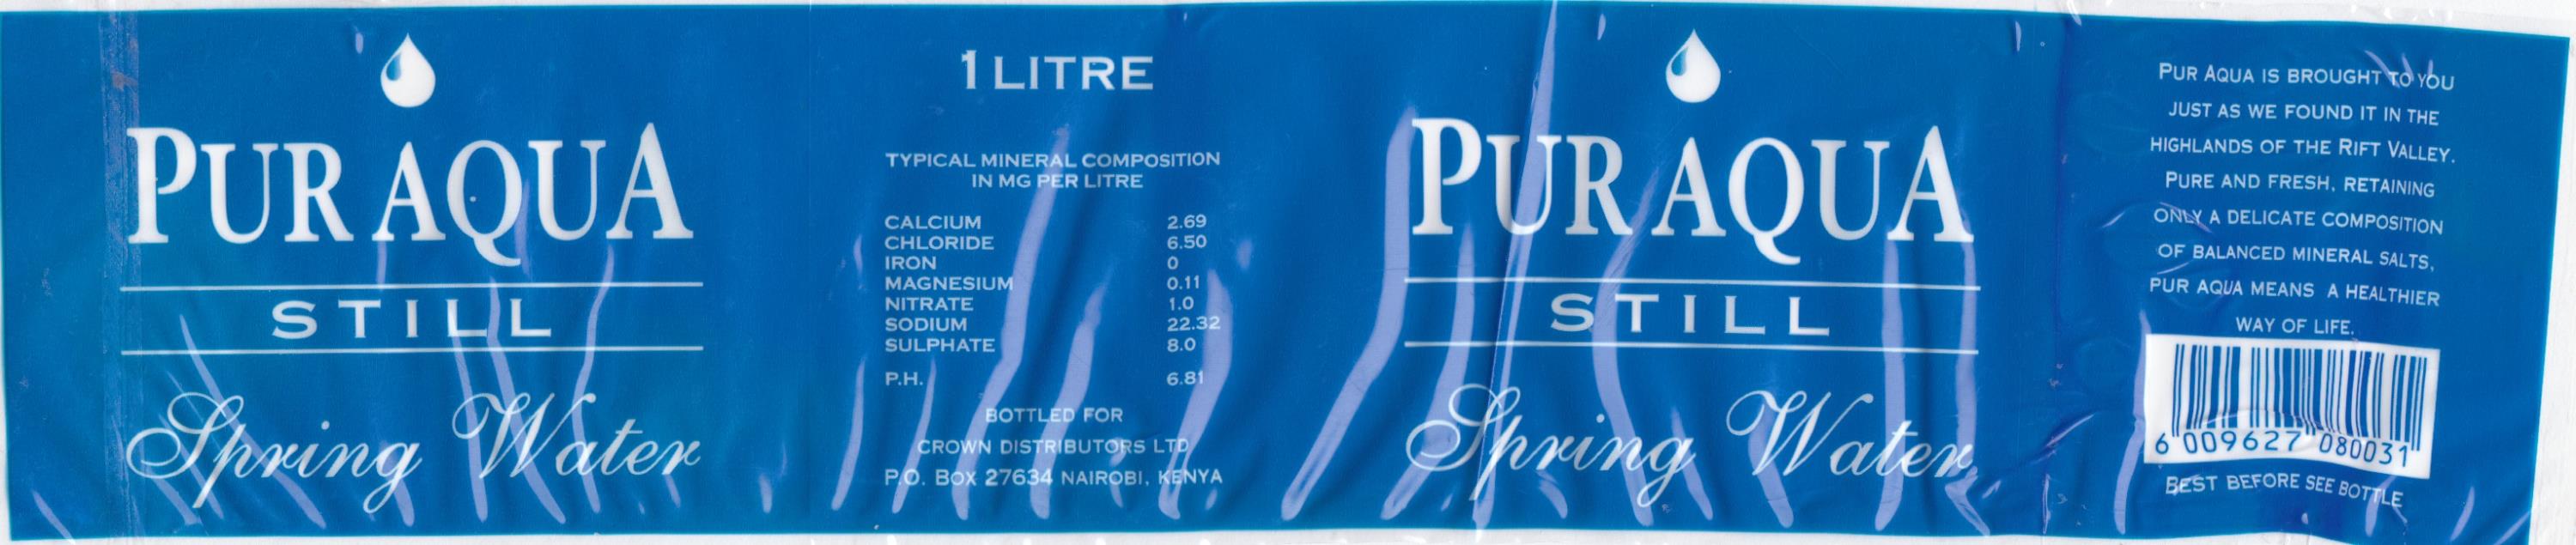 PUR AQUA
STILL
Spring Water
1 LITRE
TYPICAL MINERAL COMPOSITION
IN MG PER LITRE
CALCIUM 2.69
CHLORIDE 6.50
IRON 0
MAGNESIUM 0.11
NITRATE 1.0
SODIUM 22.32
SULPHATE 8.0
P.H. 6.81
BOTTLED FOR
CROWN DISTRIBUTORS LTD
P.O. BOX 27634 NAIROBI, KENYA
PUR AQUA
STILL
Spring Water
PUR AQUA IS BROUGHT TO YOU
JUST AS WE FOUND IT IN THE
HIGHLANDS OF THE RIFT VALLEY.
PURE AND FRESH, RETAINING
ONLY A DELICATE COMPOSITION
OF BALANCED MINERAL SALTS,
PUR AQUA MEANS A HEALTHIER
WAY OF LIFE.
6 009627 080031
BEST BEFORE SEE BOTTLE